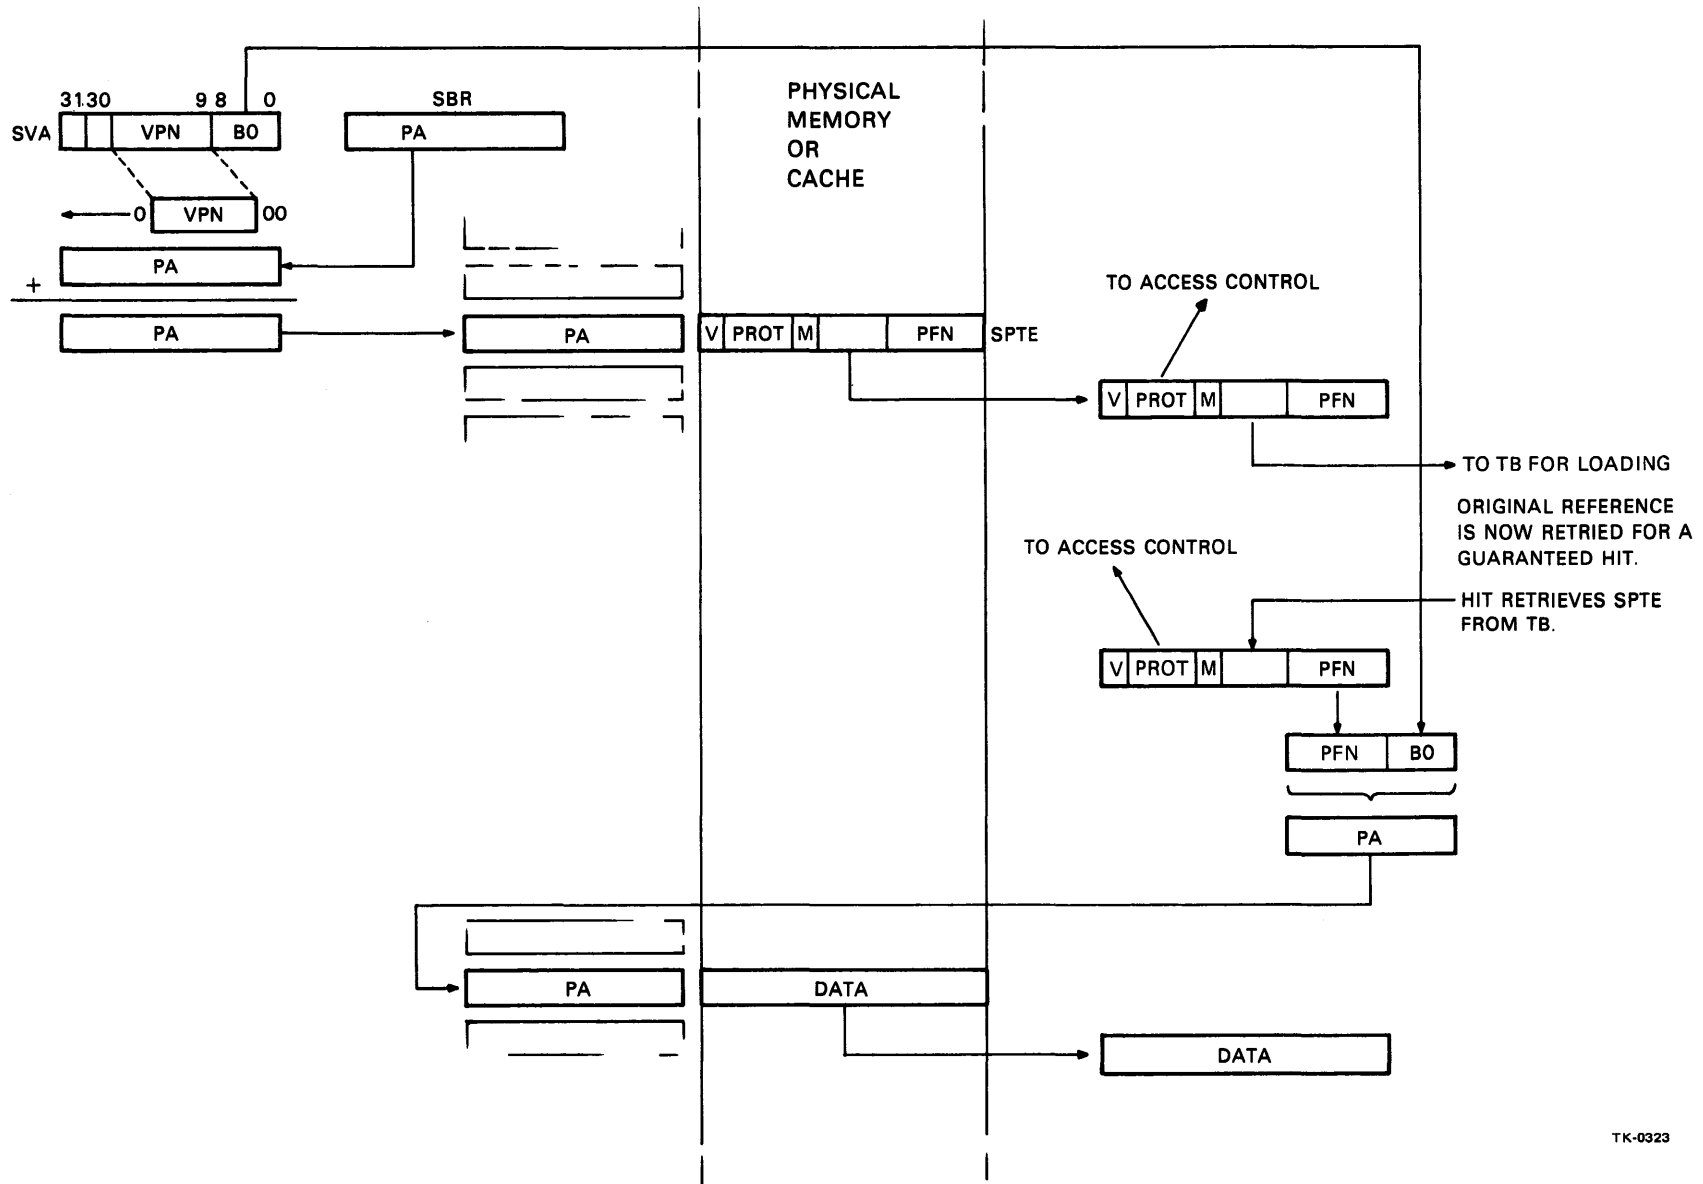 31 30 9 8 0
SBR
SVA VPN BO
PA
0 VPN 00
PA
+
PA
PHYSICAL
MEMORY
OR
CACHE
PA
V PROT M PFN SPTE
TO ACCESS CONTROL
V PROT M PFN
TO TB FOR LOADING
ORIGINAL REFERENCE
IS NOW RETRIED FOR A
GUARANTEED HIT.
TO ACCESS CONTROL
HIT RETRIEVES SPTE
FROM TB.
V PROT M PFN
PFN BO
PA
PA
DATA
DATA
TK-0323